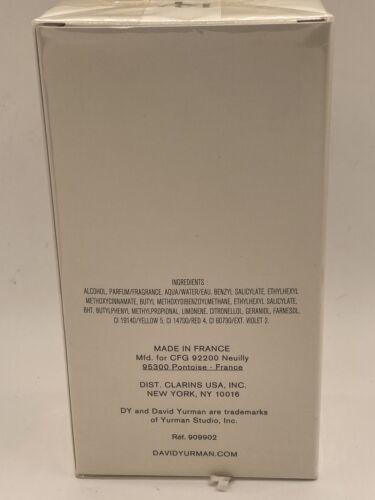 INGREDIENTS :
ALCOHOL, PARFUM/FRAGRANCE, AQUA/WATER/EAU, BENZYL SALICYLATE, ETHYLHEXYL
METHOXYCINNAMATE, BUTYL METHOXYDIBENZOYLMETHANE, ETHYLHEXYL SALICYLATE,
BHT, BUTYLPHENYL METHYLPROPIONAL, LIMONENE, CITRONELLOL, GERANIOL, FARNESOL,
CI 19140/YELLOW 5, CI 14700/RED 4, CI 60730/EXT. VIOLET 2.
MADE IN FRANCE
Mfd. for CFG 92200 Neuilly
95300 Pontoise - France
DIST. CLARINS USA, INC.
NEW YORK, NY 10016
DY and David Yurman are trademarks
of Yurman Studio, Inc.
Réf. 909902
DAVIDYURMAN.COM